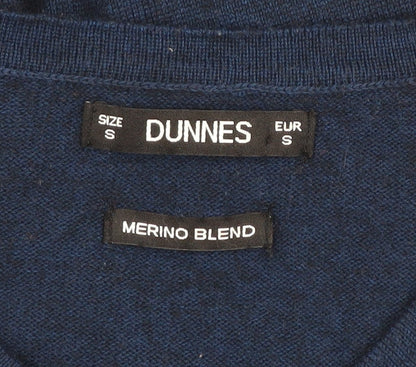 SIZE S DUNNES EUR S
MERINO BLEND